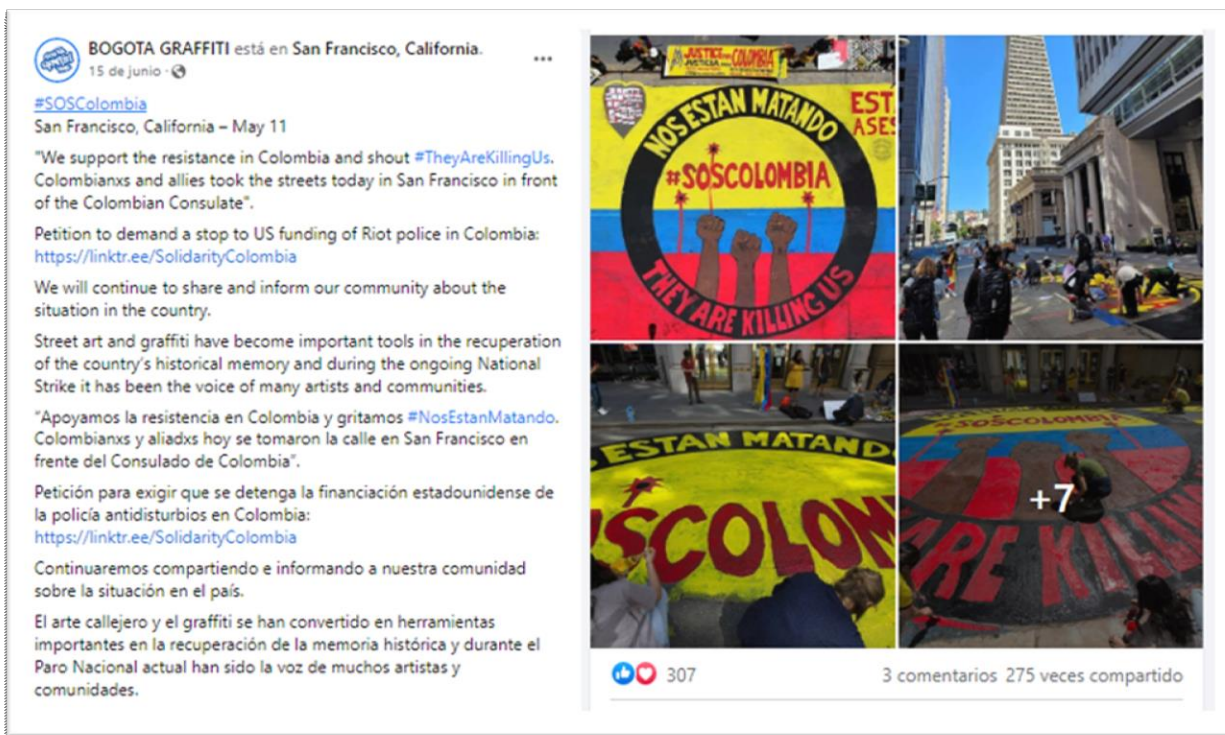 BOGOTA GRAFFITI está en San Francisco, California.
15 de junio
#SOSColombia
San Francisco, California – May 11
"We support the resistance in Colombia and shout #TheyAreKillingUs.
Colombianxs and allies took the streets today in San Francisco in front
of the Colombian Consulate".
Petition to demand a stop to US funding of Riot police in Colombia:
https://linktr.ee/SolidarityColombia
We will continue to share and inform our community about the
situation in the country.
Street art and graffiti have become important tools in the recuperation
of the country's historical memory and during the ongoing National
Strike it has been the voice of many artists and communities.
"Apoyamos la resistencia en Colombia y gritamos #NosEstanMatando.
Colombianxs y aliadxs hoy se tomaron la calle en San Francisco en
frente del Consulado de Colombia".
Petición para exigir que se detenga la financiación estadounidense de
la policía antidisturbios en Colombia:
https://linktr.ee/SolidarityColombia
Continuaremos compartiendo e informando a nuestra comunidad
sobre la situación en el país.
El arte callejero y el graffiti se han convertido en herramientas
importantes en la recuperación de la memoria histórica y durante el
Paro Nacional actual han sido la voz de muchos artistas y
comunidades.
JUSTICE
JUSTICIA COLOMBIA
NOS ESTAN MATANDO
EST
ASES
#SOSCOLOMBIA
THEY ARE KILLING US
ESTAN MATANDO
OSCOLOM
#SOSCOLOMBIA
+7
ARE KILLIN
307
3 comentarios 275 veces compartido